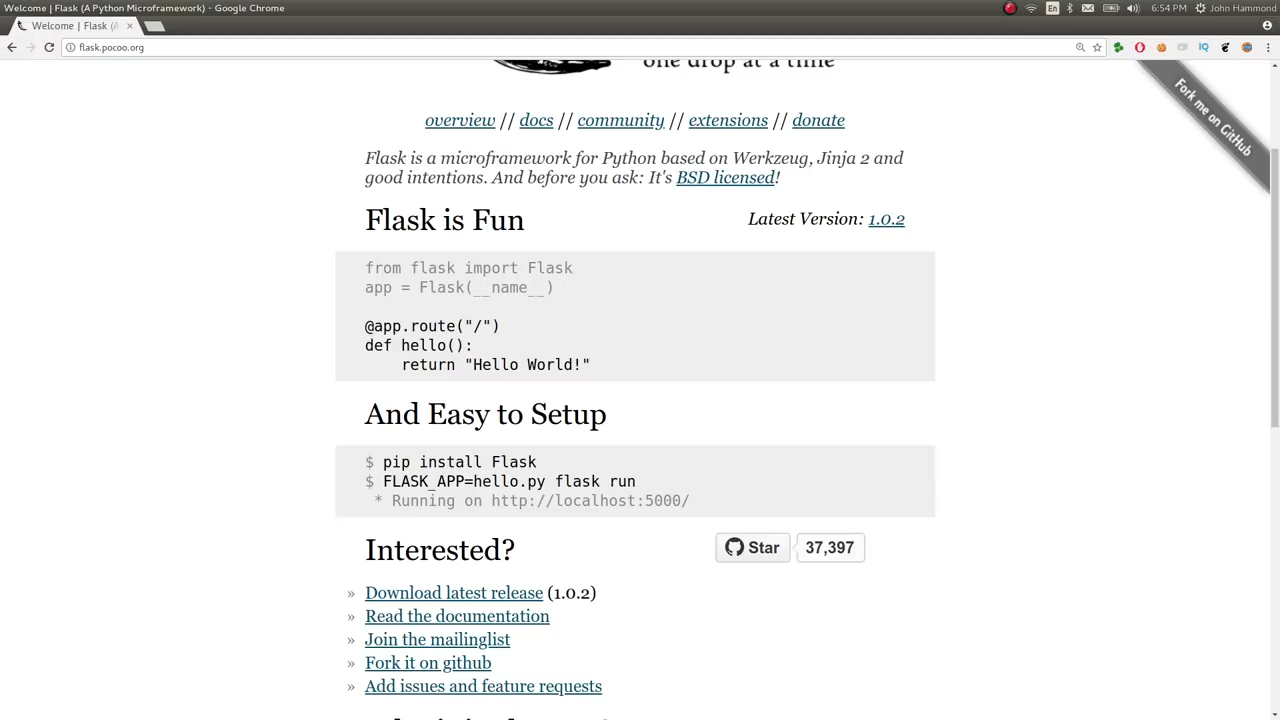 Welcome | Flask (A Python Microframework) - Google Chrome
En
6:54 PM
John Hammond
Welcome | Flask (A
flask.pocoo.org
one drop at a time
Fork me on GitHub
overview // docs // community // extensions // donate
Flask is a microframework for Python based on Werkzeug, Jinja 2 and
good intentions. And before you ask: It's BSD licensed!
Flask is Fun
Latest Version: 1.0.2
from flask import Flask
app = Flask(__name__)
@app.route("/")
def hello():
    return "Hello World!"
And Easy to Setup
$ pip install Flask
$ FLASK_APP=hello.py flask run
 * Running on http://localhost:5000/
Interested?
Star
37,397
» Download latest release (1.0.2)
» Read the documentation
» Join the mailinglist
» Fork it on github
» Add issues and feature requests